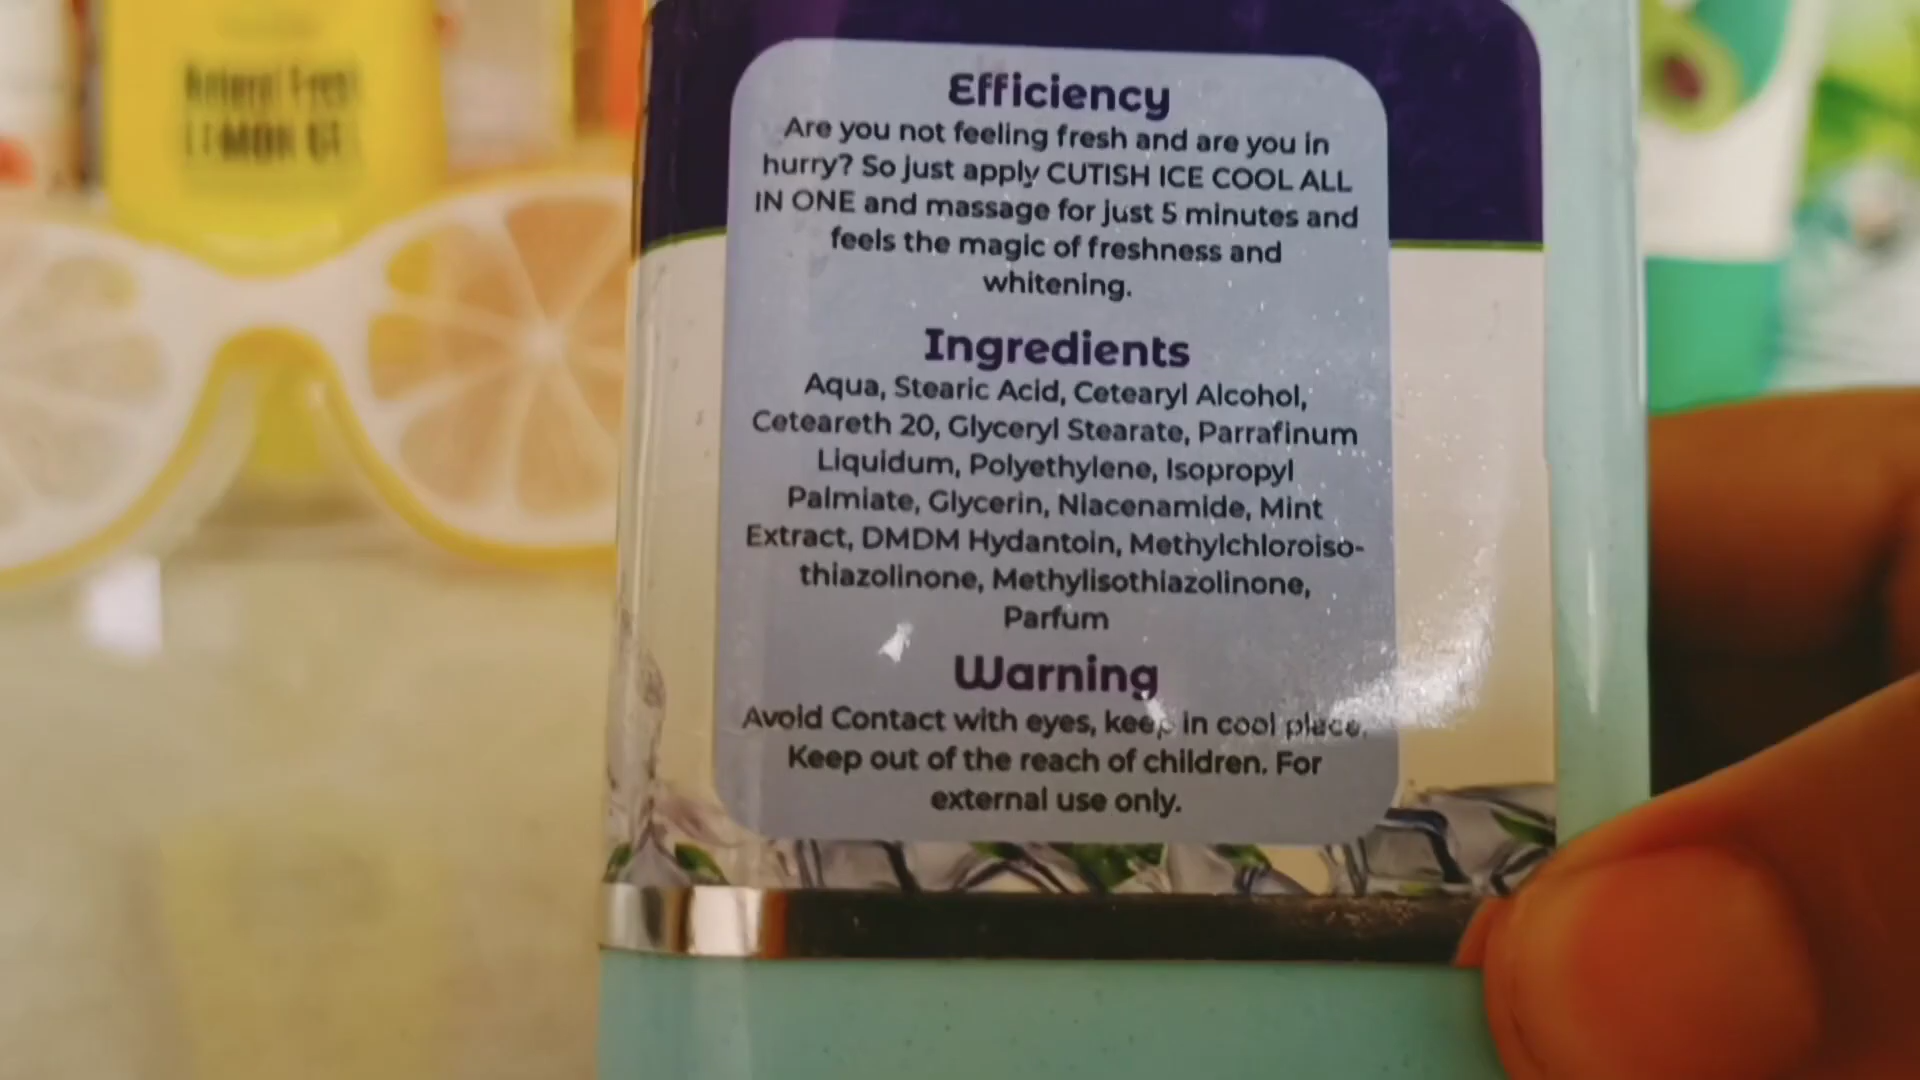 Efficiency
Are you not feeling fresh and are you in
hurry? So just apply CUTISH ICE COOL ALL
IN ONE and massage for just 5 minutes and
feels the magic of freshness and
whitening.
Ingredients
Aqua, Stearic Acid, Cetearyl Alcohol,
Ceteareth 20, Glyceryl Stearate, Parrafinum
Liquidum, Polyethylene, Isopropyl
Palmiate, Glycerin, Niacenamide, Mint
Extract, DMDM Hydantoin, Methylchloroiso-
thiazolinone, Methylisothiazolinone,
Parfum
Warning
Avoid Contact with eyes, keep in cool place.
Keep out of the reach of children. For
external use only.
LEMON